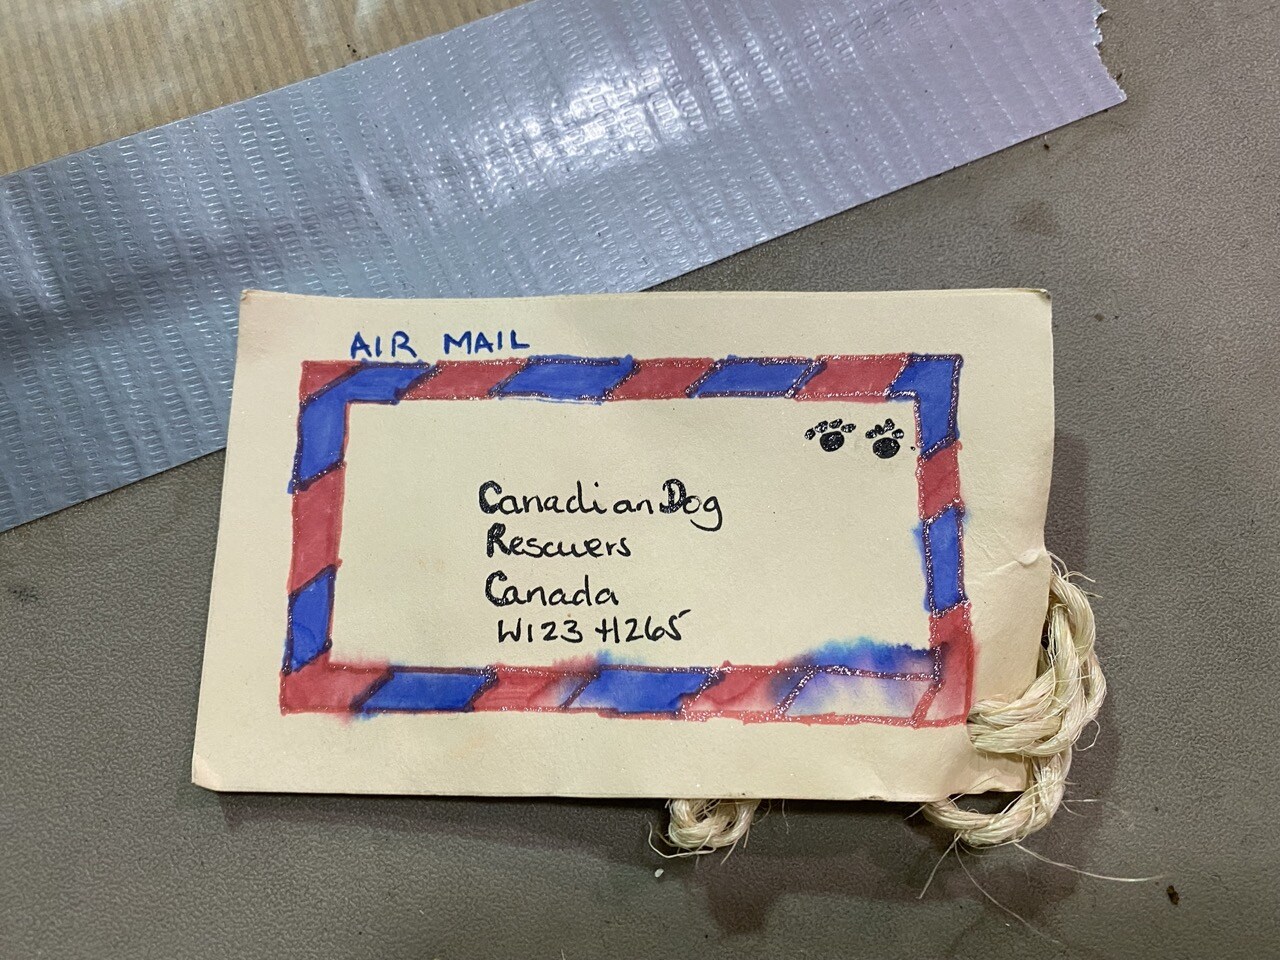 AIR MAIL
Canadian Dog
Rescuers
Canada
W123 H265